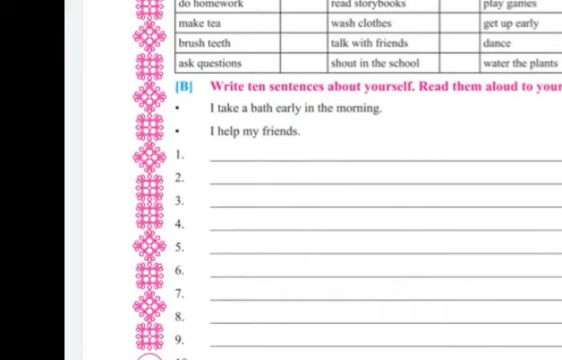 do homework read storybooks play games
make tea wash clothes get up early
brush teeth talk with friends dance
ask questions shout in the school water the plants
[B] Write ten sentences about yourself. Read them aloud to your
• I take a bath early in the morning.
• I help my friends.
1.
2.
3.
4.
5.
6.
7.
8.
9.